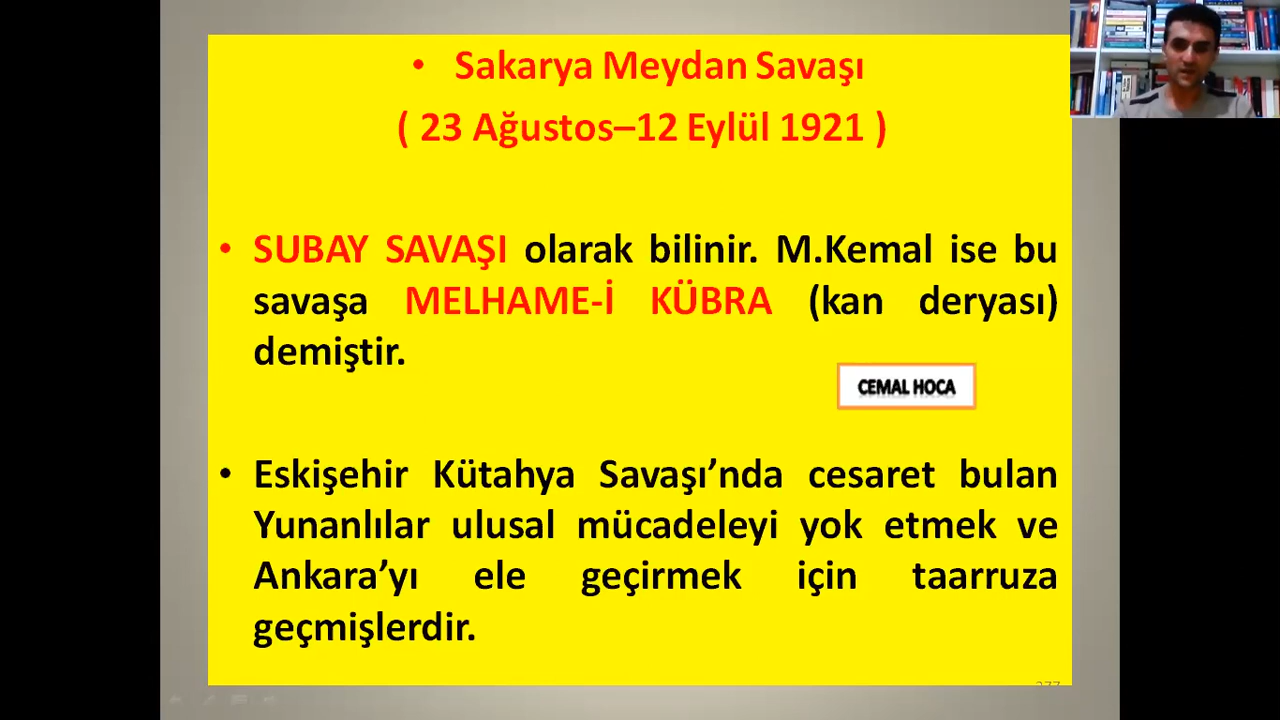 • Sakarya Meydan Savaşı
( 23 Ağustos–12 Eylül 1921 )
• SUBAY SAVAŞI olarak bilinir. M.Kemal ise bu
savaşa MELHAME-İ KÜBRA (kan deryası)
demiştir.
CEMAL HOCA
• Eskişehir Kütahya Savaşı’nda cesaret bulan
Yunanlılar ulusal mücadeleyi yok etmek ve
Ankara’yı ele geçirmek için taarruza
geçmişlerdir.